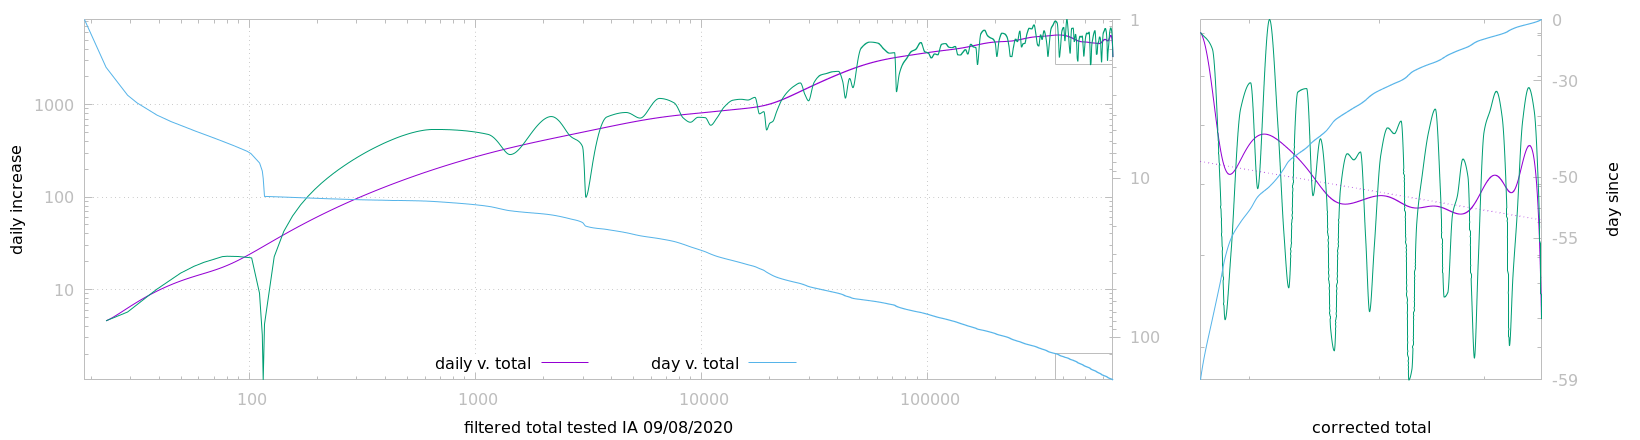 daily increase
1000
100
10
daily v. total
day v. total
100
1000
10000
100000
filtered total tested IA 09/08/2020
1
10
100
0
-30
-50
-55
-59
day since
corrected total